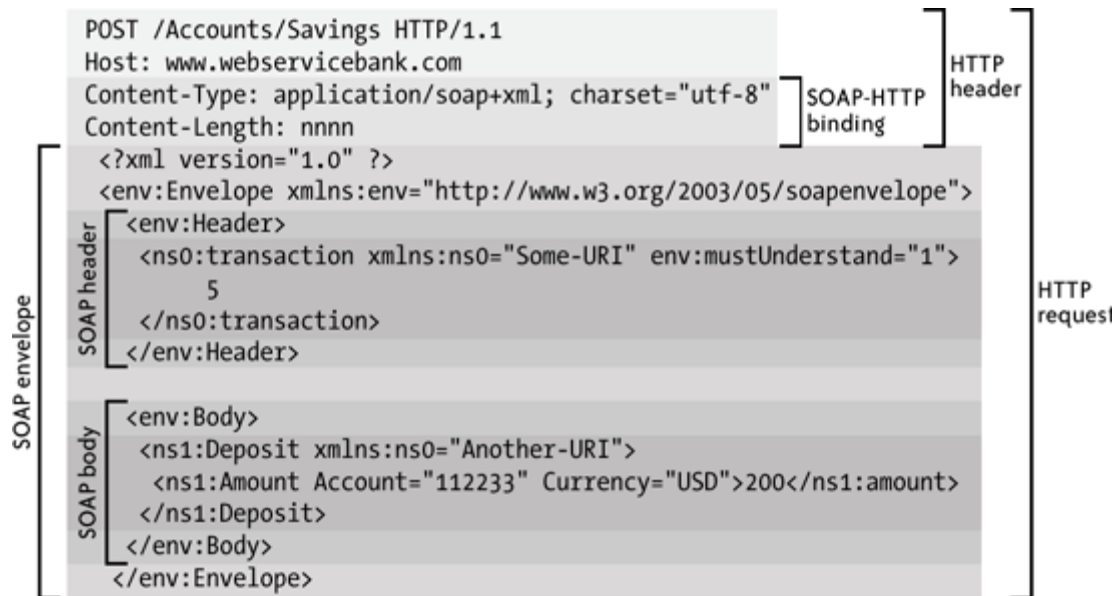 POST /Accounts/Savings HTTP/1.1
Host: www.webservicebank.com
Content-Type: application/soap+xml; charset="utf-8"
Content-Length: nnnn
HTTP
header
SOAP-HTTP
binding
<?xml version="1.0" ?>
<env:Envelope xmlns:env="http://www.w3.org/2003/05/soapenvelope">
<env:Header>
<ns0:transaction xmlns:ns0="Some-URI" env:mustUnderstand="1">
5
</ns0:transaction>
</env:Header>
SOAP header
<env:Body>
<ns1:Deposit xmlns:ns0="Another-URI">
<ns1:Amount Account="112233" Currency="USD">200</ns1:amount>
</ns1:Deposit>
</env:Body>
SOAP body
</env:Envelope>
SOAP envelope
HTTP
request